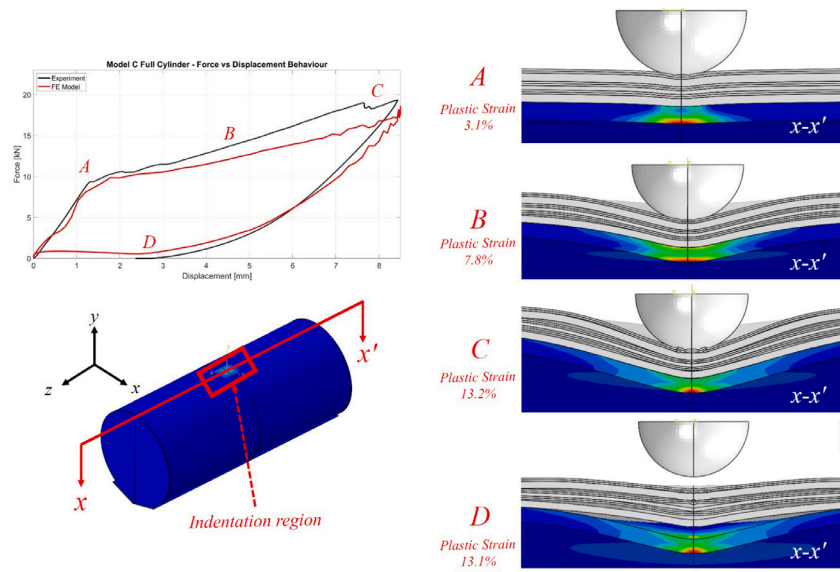 Model C Full Cylinder - Force vs Displacement Behaviour
Experiment
FE Model
Force [kN]
20
15
10
5
0
0 1 2 3 4 5 6 7 8
Displacement [mm]
A
B
C
D
y
z
x
x'
x
Indentation region
A
Plastic Strain
3.1%
x-x'
B
Plastic Strain
7.8%
x-x'
C
Plastic Strain
13.2%
x-x'
D
Plastic Strain
13.1%
x-x'